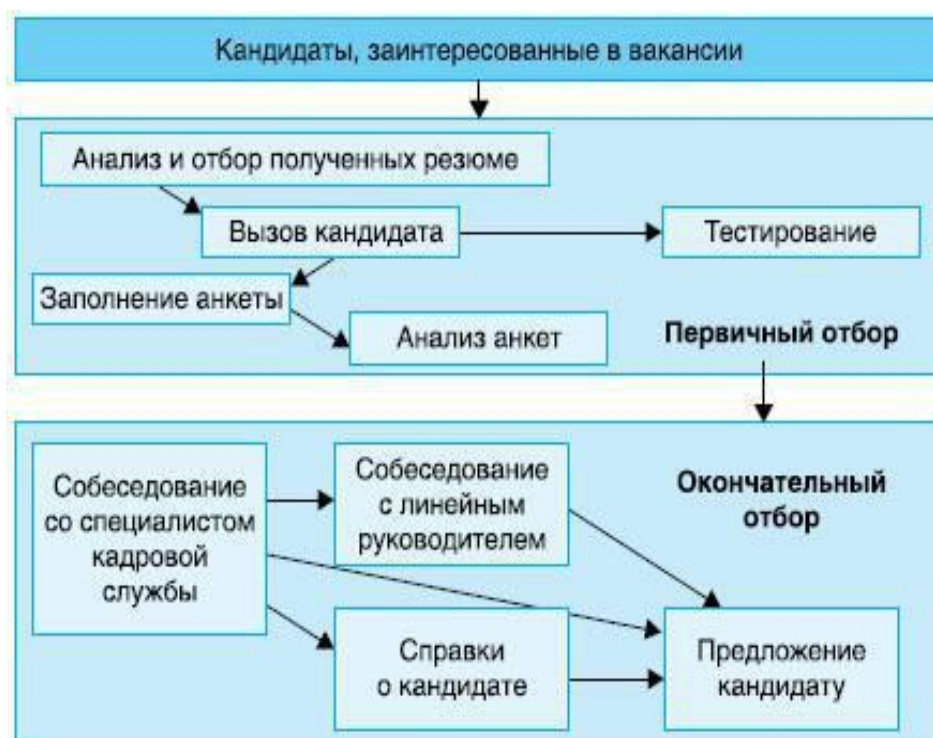 Кандидаты, заинтересованные в вакансии
Анализ и отбор полученных резюме
Вызов кандидата
Тестирование
Заполнение анкеты
Анализ анкет
Первичный отбор
Собеседование
со специалистом
кадровой
службы
Собеседование
с линейным
руководителем
Окончательный
отбор
Справки
о кандидате
Предложение
кандидату